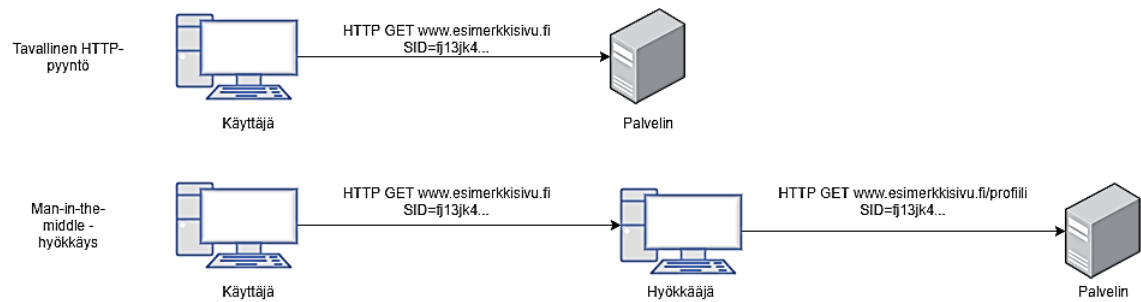 Tavallinen HTTP-
pyyntö
HTTP GET www.esimerkkisivu.fi
SID=fj13jk4...
Käyttäjä
Palvelin
Man-in-the-
middle -
hyökkäys
HTTP GET www.esimerkkisivu.fi
SID=fj13jk4...
HTTP GET www.esimerkkisivu.fi/profiili
SID=fj13jk4...
Käyttäjä
Hyökkääjä
Palvelin